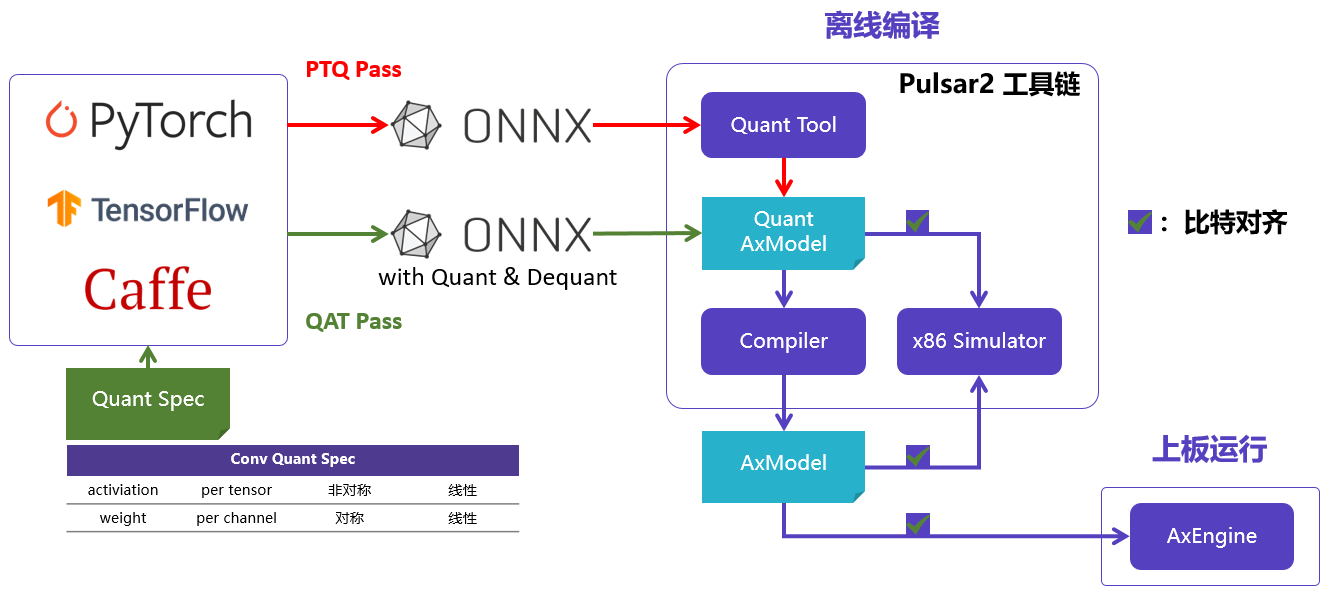 离线编译
PTQ Pass
Pulsar2 工具链
PyTorch
ONNX
Quant Tool
TensorFlow
ONNX
with Quant & Dequant
Quant
AxModel
: 比特对齐
Caffe
QAT Pass
Compiler
x86 Simulator
Quant Spec
Conv Quant Spec
activiation per tensor 非对称 线性
weight per channel 对称 线性
AxModel
上板运行
AxEngine